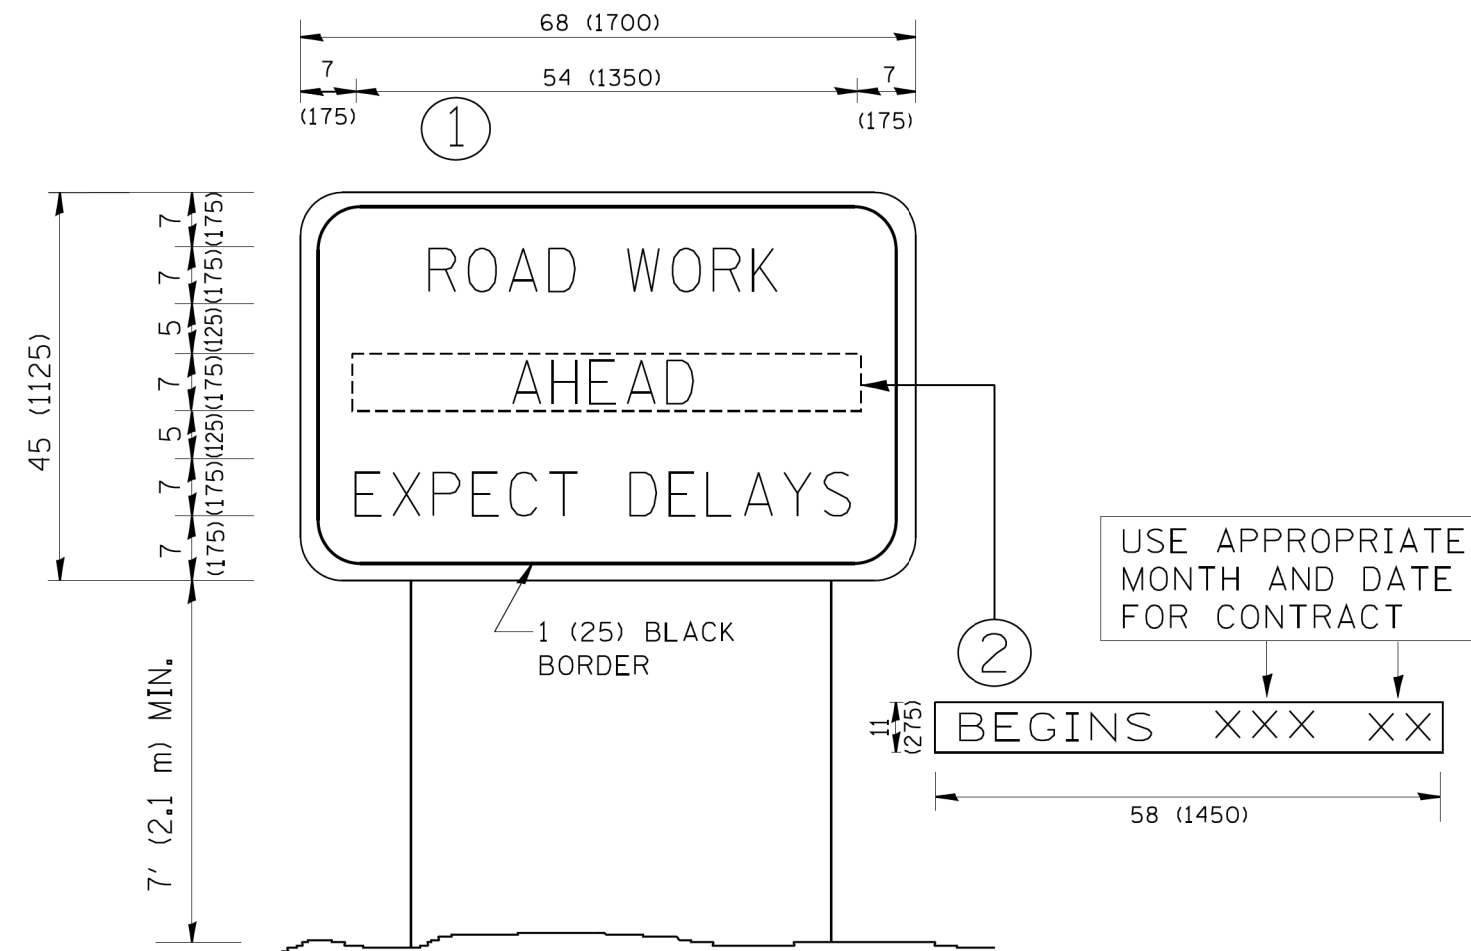 68 (1700)
7
54 (1350)
7
(175)
(175)
1
45 (1125)
7
(175)
7
(175)
5
(125)
7
(175)
5
(125)
7
(175)
7
(175)
ROAD WORK
AHEAD
EXPECT DELAYS
1 (25) BLACK
BORDER
7' (2.1 m) MIN.
2
USE APPROPRIATE
MONTH AND DATE
FOR CONTRACT
11
(275)
BEGINS XXX XX
58 (1450)